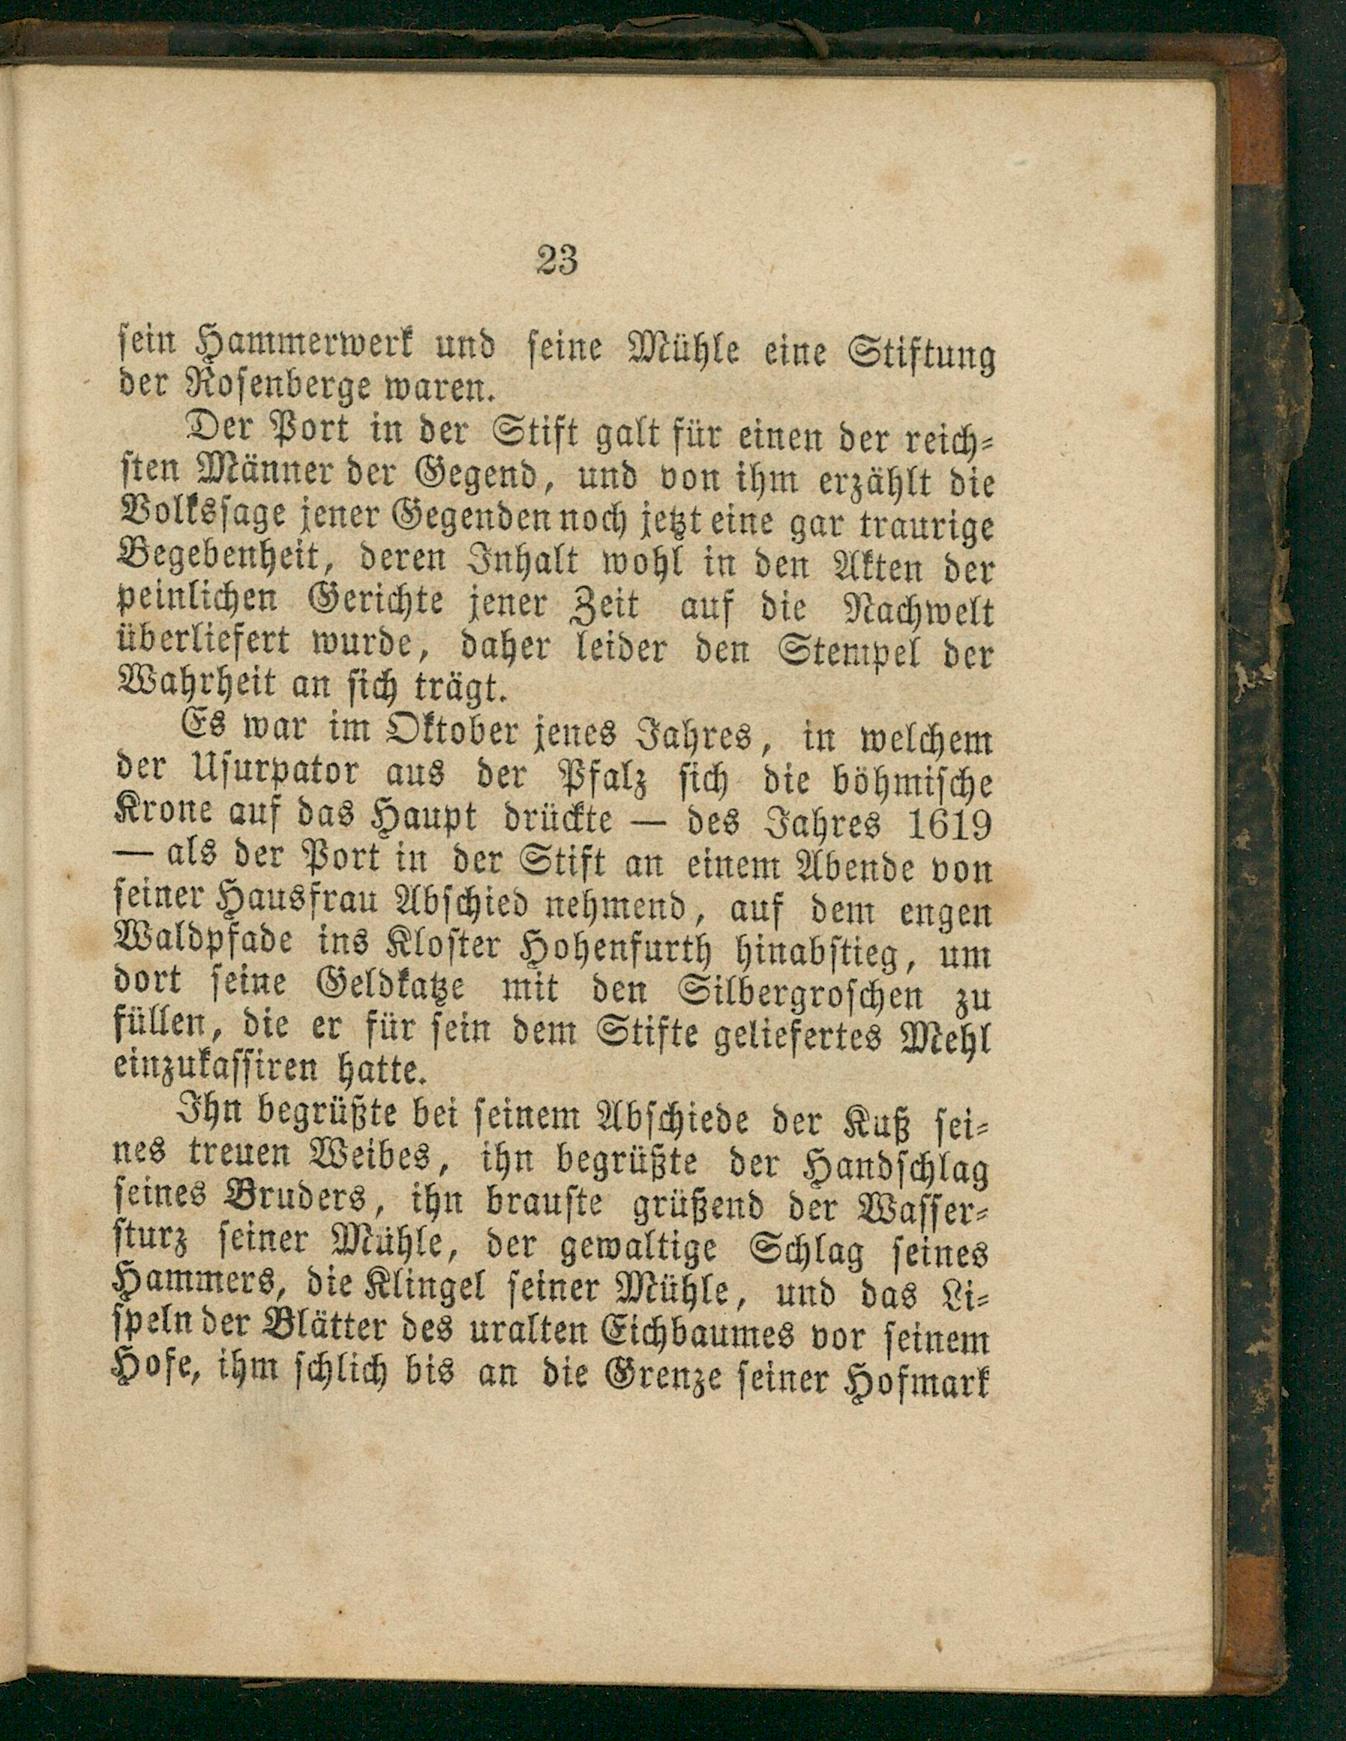 23
sein Hammerwerk und seine Mühle eine Stiftung
der Rosenberge waren.
Der Port in der Stift galt für einen der reich-
sten Männer der Gegend, und von ihm erzählt die
Volkssage jener Gegenden noch jetzt eine gar traurige
Begebenheit, deren Inhalt wohl in den Akten der
peinlichen Gerichte jener Zeit auf die Nachwelt
überliefert wurde, daher leider den Stempel der
Wahrheit an sich trägt.
Es war im Oktober jenes Jahres, in welchem
der Usurpator aus der Pfalz sich die böhmische
Krone auf das Haupt drückte — des Jahres 1619
— als der Port in der Stift an einem Abende von
seiner Hausfrau Abschied nehmend, auf dem engen
Waldpfade ins Kloster Hohenfurth hinabstieg, um
dort seine Geldkatze mit den Silbergroschen zu
füllen, die er für sein dem Stifte geliefertes Mehl
einzukassiren hatte.
Ihn begrüßte bei seinem Abschiede der Kuß sei-
nes treuen Weibes, ihn begrüßte der Handschlag
seines Bruders, ihn brauste grüßend der Wasser-
sturz seiner Mühle, der gewaltige Schlag seines
Hammers, die Klingel seiner Mühle, und das Li-
speln der Blätter des uralten Eichbaumes vor seinem
Hofe, ihm schlich bis an die Grenze seiner Hofmark